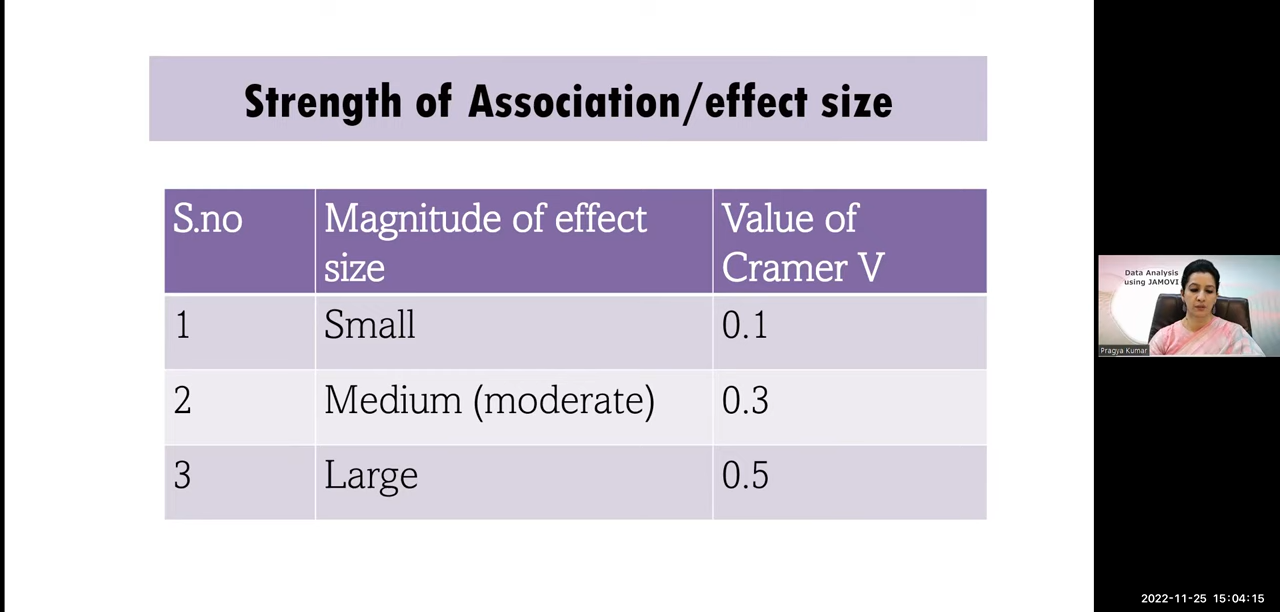 Strength of Association/effect size
S.no
Magnitude of effect
size
Value of
Cramer V
1
Small
0.1
2
Medium (moderate)
0.3
3
Large
0.5
Data Analysis
using JAMOVI
Pragya Kumar
2022-11-25 15:04:15